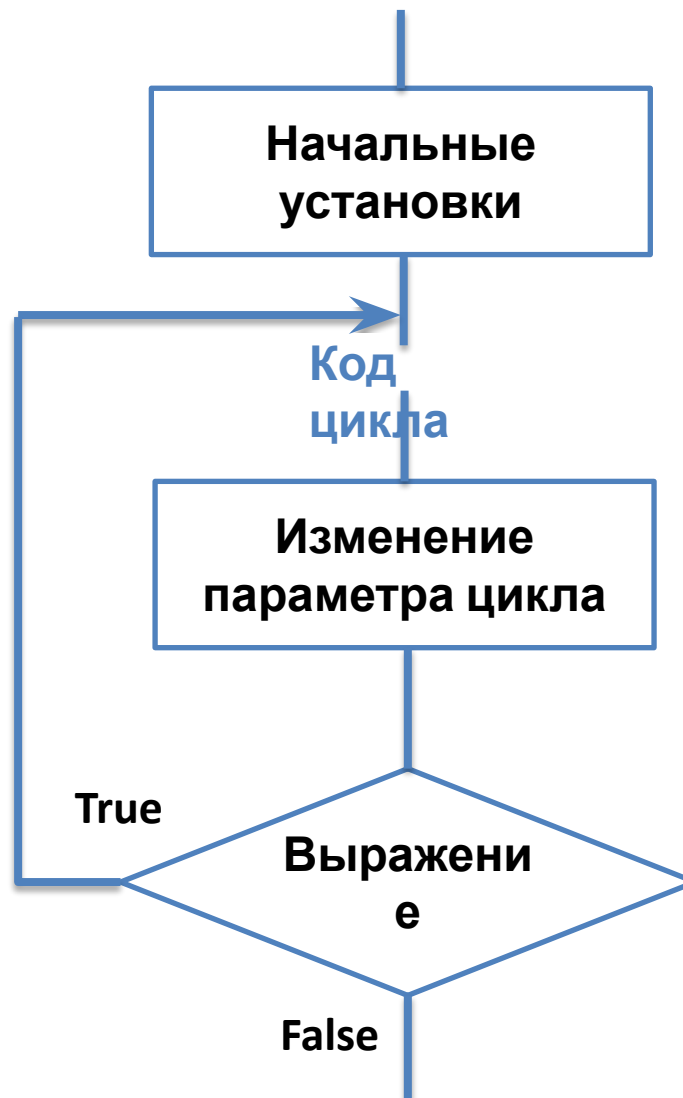 Начальные
установки
Код
цикла
Изменение
параметра цикла
True
Выражени
е
False